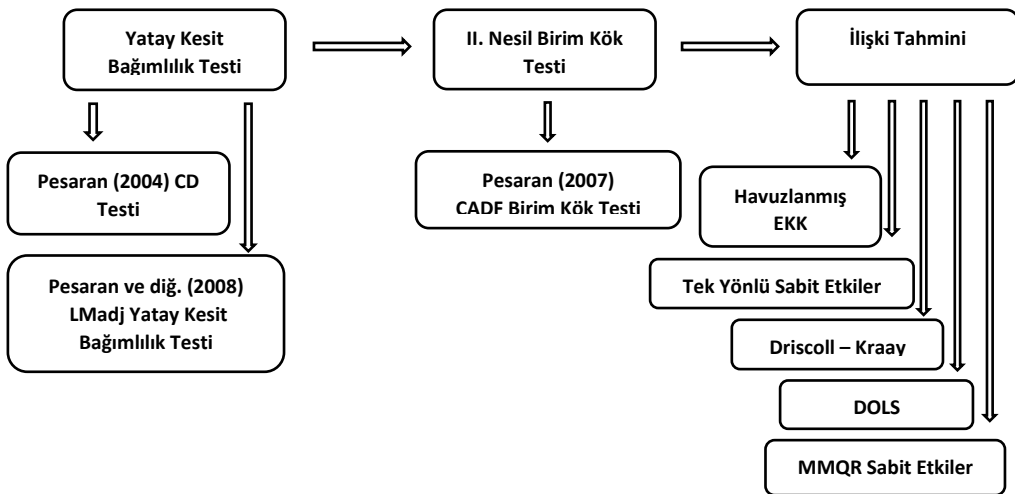 Yatay Kesit
Bağımlılık Testi
II. Nesil Birim Kök
Testi
İlişki Tahmini
Pesaran (2004) CD
Testi
Pesaran (2007)
CADF Birim Kök Testi
Havuzlanmış
EKK
Pesaran ve diğ. (2008)
LMadj Yatay Kesit
Bağımlılık Testi
Tek Yönlü Sabit Etkiler
Driscoll – Kraay
DOLS
MMQR Sabit Etkiler